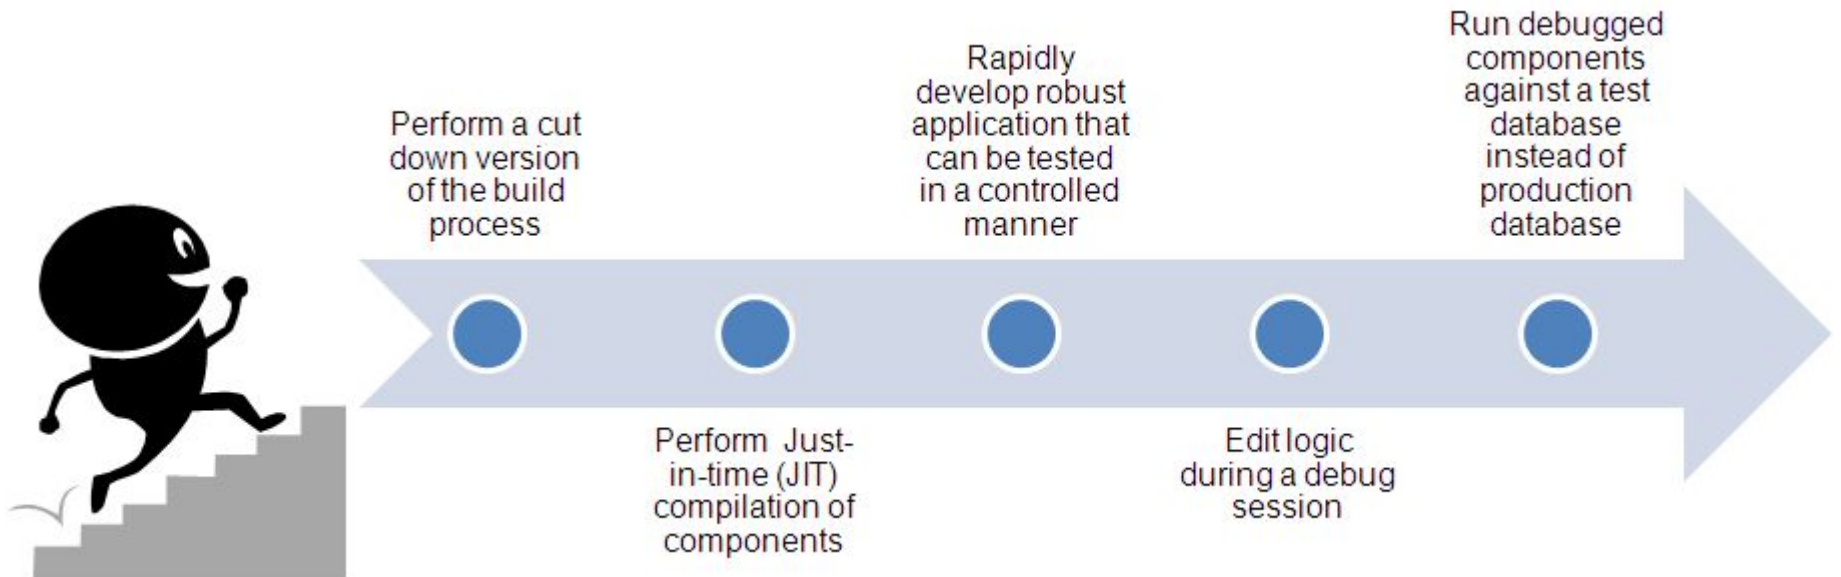 Perform a cut
down version
of the build
process
Perform  Just-
in-time (JIT)
compilation of
components
Rapidly
develop robust
application that
can be tested
in a controlled
manner
Edit logic
during a debug
session
Run debugged
components
against a test
database
instead of
production
database